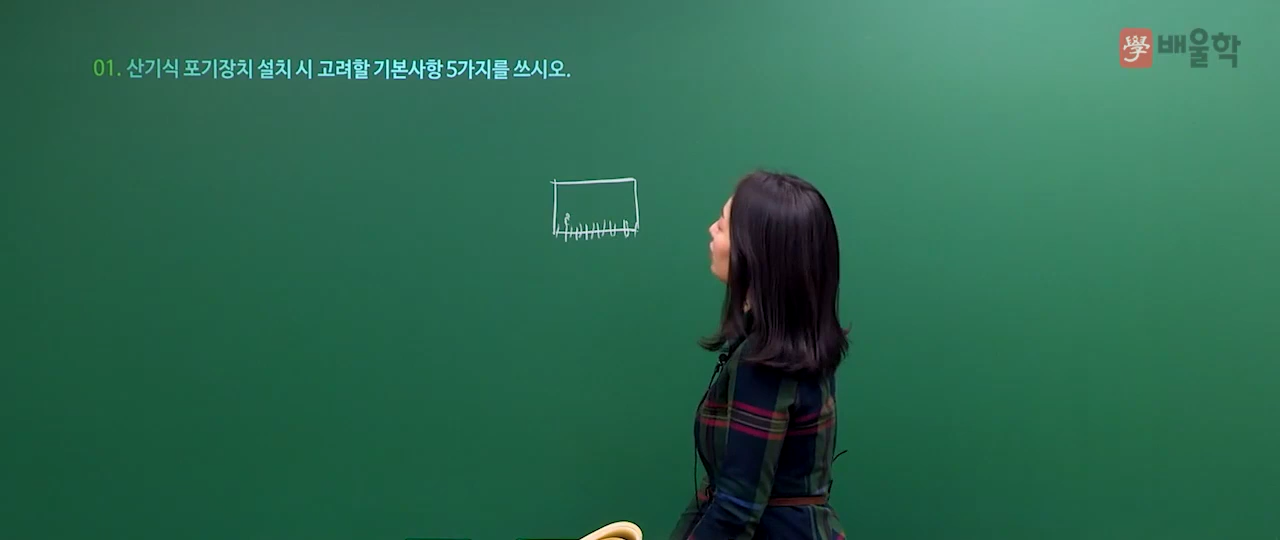 01. 산기식 포기장치 설치 시 고려할 기본사항 5가지를 쓰시오.
學 배울학